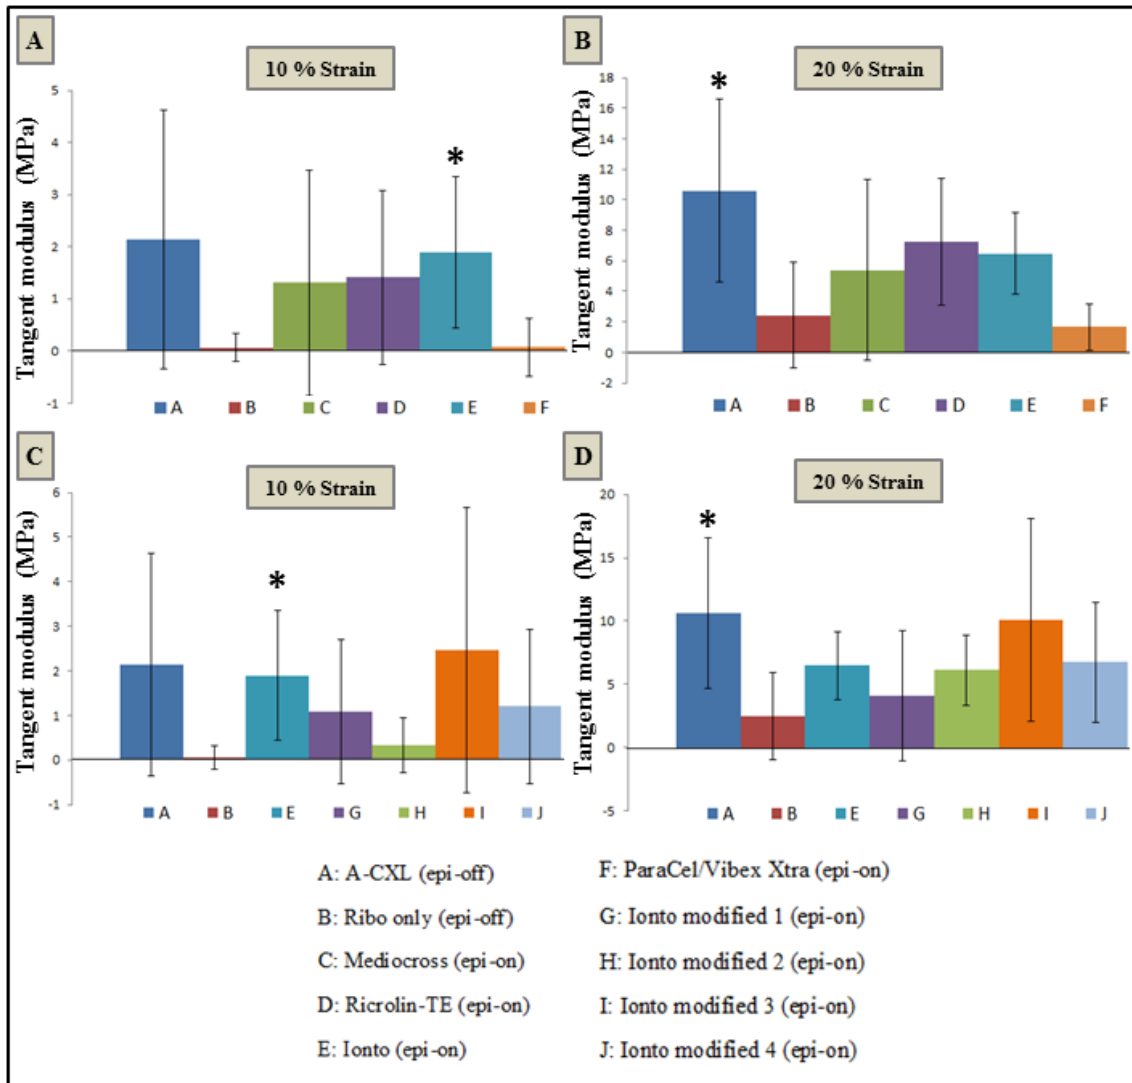 A
10 % Strain
Tangent modulus (MPa)
5
4
3
2
1
0
-1
*
A B C D E F
B
20 % Strain
Tangent modulus (MPa)
18
16
14
12
10
8
6
4
2
0
-2
*
A B C D E F
C
10 % Strain
Tangent modulus (MPa)
6
5
4
3
2
1
0
-1
*
A B E G H I J
D
20 % Strain
Tangent modulus (MPa)
20
15
10
5
0
-5
*
A B E G H I J
A: A-CXL (epi-off)
B: Ribo only (epi-off)
C: Mediocross (epi-on)
D: Ricrolin-TE (epi-on)
E: Ionto (epi-on)
F: ParaCel/Vibex Xtra (epi-on)
G: Ionto modified 1 (epi-on)
H: Ionto modified 2 (epi-on)
I: Ionto modified 3 (epi-on)
J: Ionto modified 4 (epi-on)